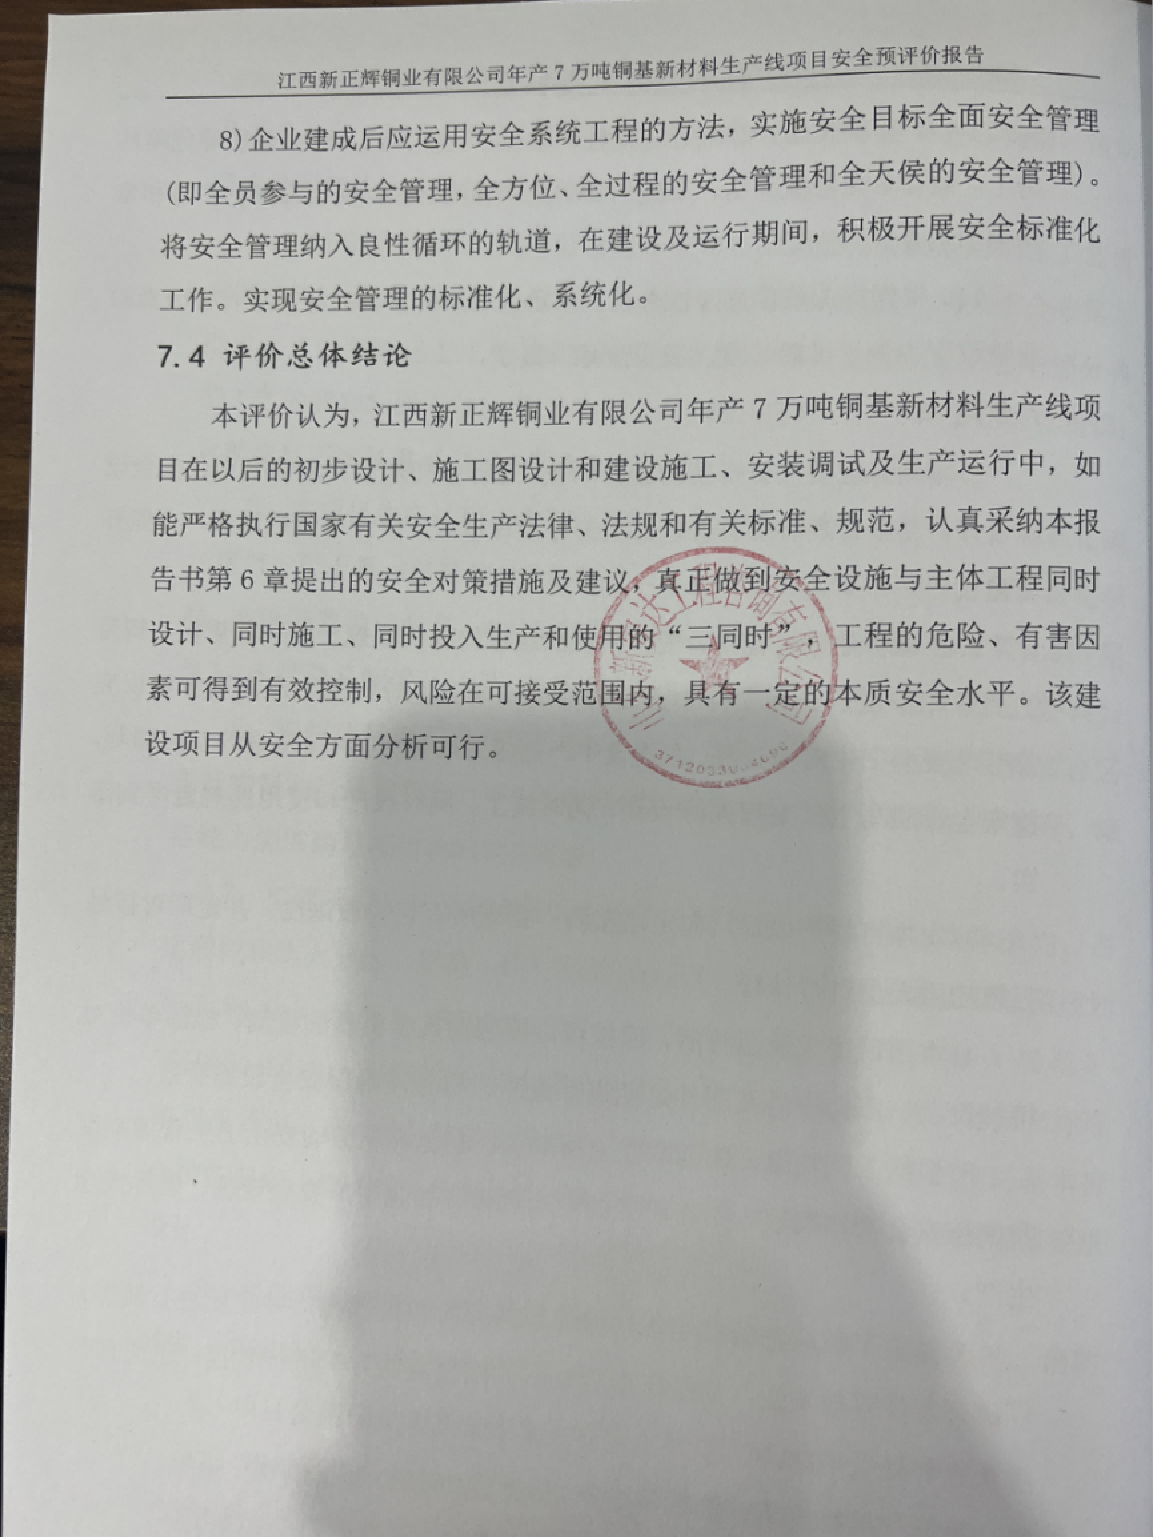 江西新正辉铜业有限公司年产7万吨铜基新材料生产线项目安全预评价报告
8)企业建成后应运用安全系统工程的方法，实施安全目标全面安全管理
(即全员参与的安全管理，全方位、全过程的安全管理和全天侯的安全管理)。
将安全管理纳入良性循环的轨道，在建设及运行期间，积极开展安全标准化
工作。实现安全管理的标准化、系统化。
7.4 评价总体结论
本评价认为，江西新正辉铜业有限公司年产7万吨铜基新材料生产线项
目在以后的初步设计、施工图设计和建设施工、安装调试及生产运行中，如
能严格执行国家有关安全生产法律、法规和有关标准、规范，认真采纳本报
告书第6章提出的安全对策措施及建议，真正做到安全设施与主体工程同时
设计、同时施工、同时投入生产和使用的“三同时”，工程的危险、有害因
素可得到有效控制，风险在可接受范围内，具有一定的本质安全水平。该建
设项目从安全方面分析可行。
达工程咨询有限公司